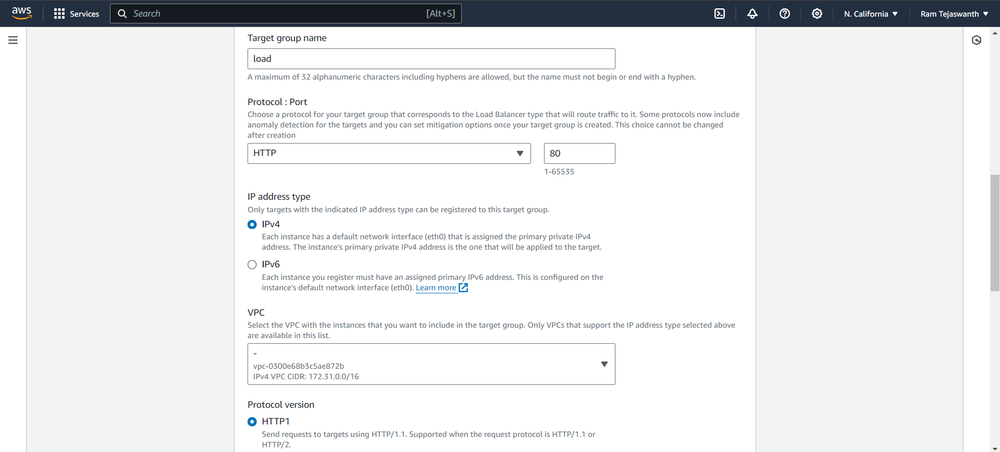 aws
Services
Search
[Alt+S]
N. California
Ram Tejaswanth
Target group name
load
A maximum of 32 alphanumeric characters including hyphens are allowed, but the name must not begin or end with a hyphen.
Protocol : Port
Choose a protocol for your target group that corresponds to the Load Balancer type that will route traffic to it. Some protocols now include
anomaly detection for the targets and you can set mitigation options once your target group is created. This choice cannot be changed
after creation
HTTP
80
1-65535
IP address type
Only targets with the indicated IP address type can be registered to this target group.
IPv4
Each instance has a default network interface (eth0) that is assigned the primary private IPv4
address. The instance's primary private IPv4 address is the one that will be applied to the target.
IPv6
Each instance you register must have an assigned primary IPv6 address. This is configured on the
instance's default network interface (eth0). Learn more
VPC
Select the VPC with the instances that you want to include in the target group. Only VPCs that support the IP address type selected above
are available in this list.
-
vpc-0300e68b3c5ae872b
IPv4 VPC CIDR: 172.31.0.0/16
Protocol version
HTTP1
Send requests to targets using HTTP/1.1. Supported when the request protocol is HTTP/1.1 or
HTTP/2.